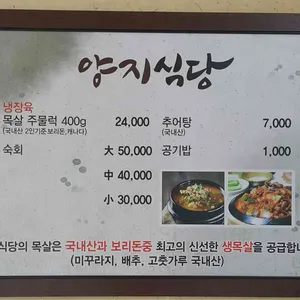 양지식당
냉장육
목살 주물럭 400g 24,000
(국내산 2인기준 보리돈,캐나다)
숙회 大 50,000
中 40,000
小 30,000
추어탕 7,000
(국내산)
공기밥 1,000
식당의 목살은 국내산과 보리돈중 최고의 신선한 생목살을 공급합니
(미꾸라지, 배추, 고춧가루 국내산)